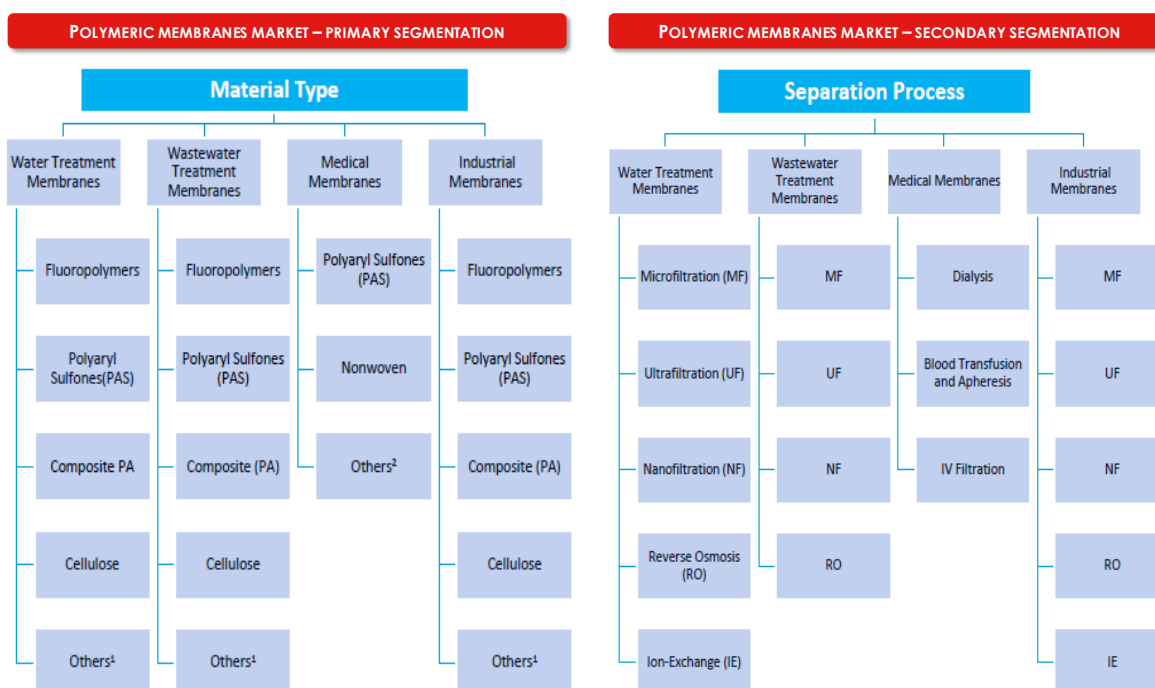 POLYMERIC MEMBRANES MARKET – PRIMARY SEGMENTATION
Material Type
Water Treatment
Membranes
Fluoropolymers
Polyaryl
Sulfones(PAS)
Composite PA
Cellulose
Others¹
Wastewater
Treatment
Membranes
Fluoropolymers
Polyaryl Sulfones
(PAS)
Composite (PA)
Cellulose
Others¹
Medical
Membranes
Polyaryl Sulfones
(PAS)
Nonwoven
Others²
Industrial
Membranes
Fluoropolymers
Polyaryl Sulfones
(PAS)
Composite (PA)
Cellulose
Others¹
POLYMERIC MEMBRANES MARKET – SECONDARY SEGMENTATION
Separation Process
Water Treatment
Membranes
Microfiltration (MF)
Ultrafiltration (UF)
Nanofiltration (NF)
Reverse Osmosis
(RO)
Ion-Exchange (IE)
Wastewater
Treatment
Membranes
MF
UF
NF
RO
Medical Membranes
Dialysis
Blood Transfusion
and Apheresis
IV Filtration
Industrial
Membranes
MF
UF
NF
RO
IE